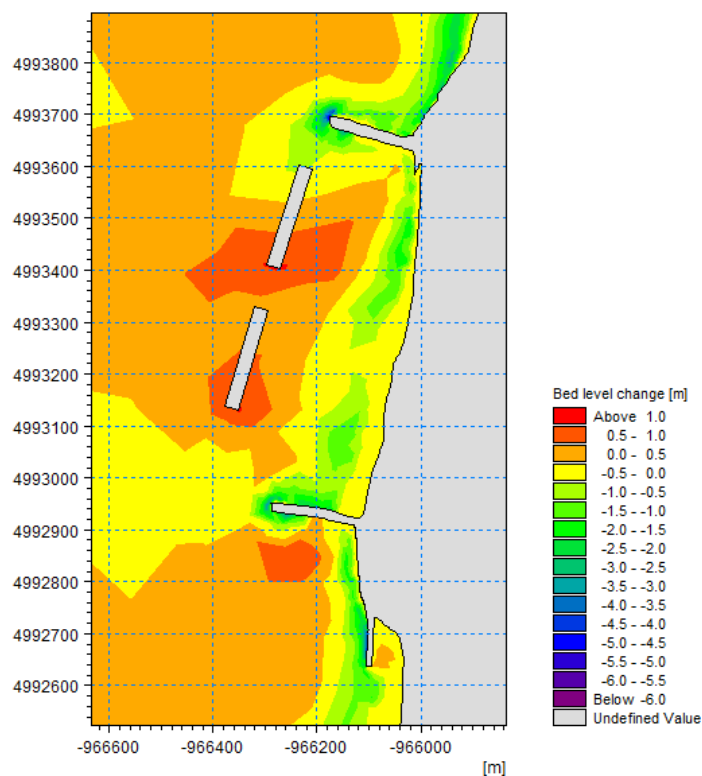 4993800
4993700
4993600
4993500
4993400
4993300
4993200
4993100
4993000
4992900
4992800
4992700
4992600
-966600 -966400 -966200 -966000
[m]
Bed level change [m]
Above 1.0
0.5 - 1.0
0.0 - 0.5
-0.5 - 0.0
-1.0 - -0.5
-1.5 - -1.0
-2.0 - -1.5
-2.5 - -2.0
-3.0 - -2.5
-3.5 - -3.0
-4.0 - -3.5
-4.5 - -4.0
-5.0 - -4.5
-5.5 - -5.0
-6.0 - -5.5
Below -6.0
Undefined Value